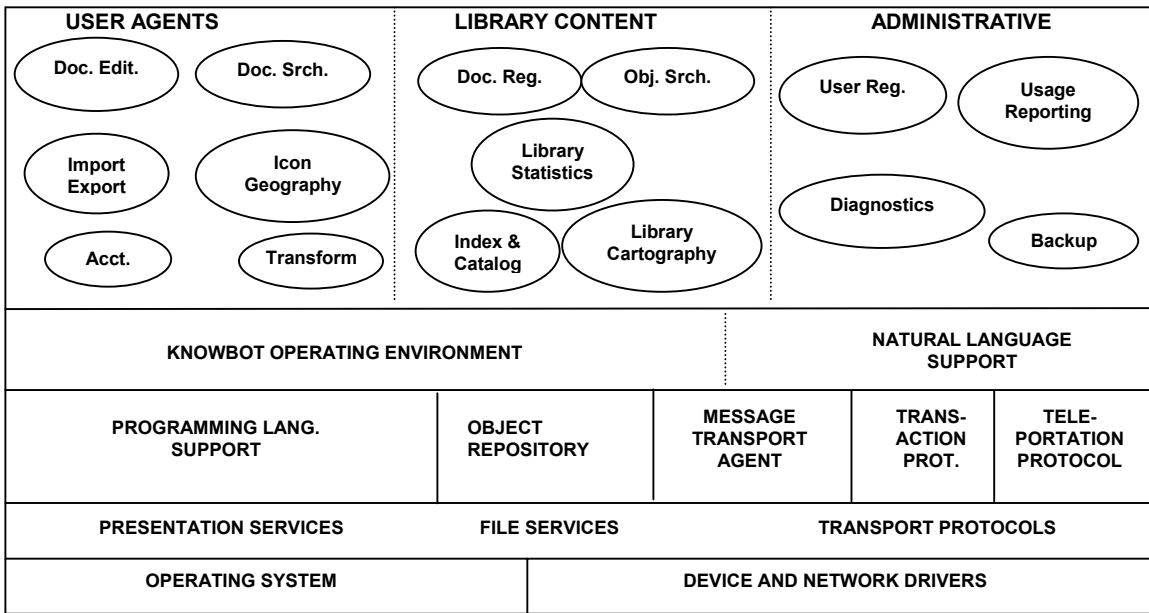 USER AGENTS
LIBRARY CONTENT
ADMINISTRATIVE
Doc. Edit.
Doc. Srch.
Import
Export
Icon
Geography
Acct.
Transform
Doc. Reg.
Obj. Srch.
Library
Statistics
Index &
Catalog
Library
Cartography
User Reg.
Usage
Reporting
Diagnostics
Backup
KNOWBOT OPERATING ENVIRONMENT
NATURAL LANGUAGE
SUPPORT
PROGRAMMING LANG.
SUPPORT
OBJECT
REPOSITORY
MESSAGE
TRANSPORT
AGENT
TRANS-
ACTION
PROT.
TELE-
PORTATION
PROTOCOL
PRESENTATION SERVICES
FILE SERVICES
TRANSPORT PROTOCOLS
OPERATING SYSTEM
DEVICE AND NETWORK DRIVERS